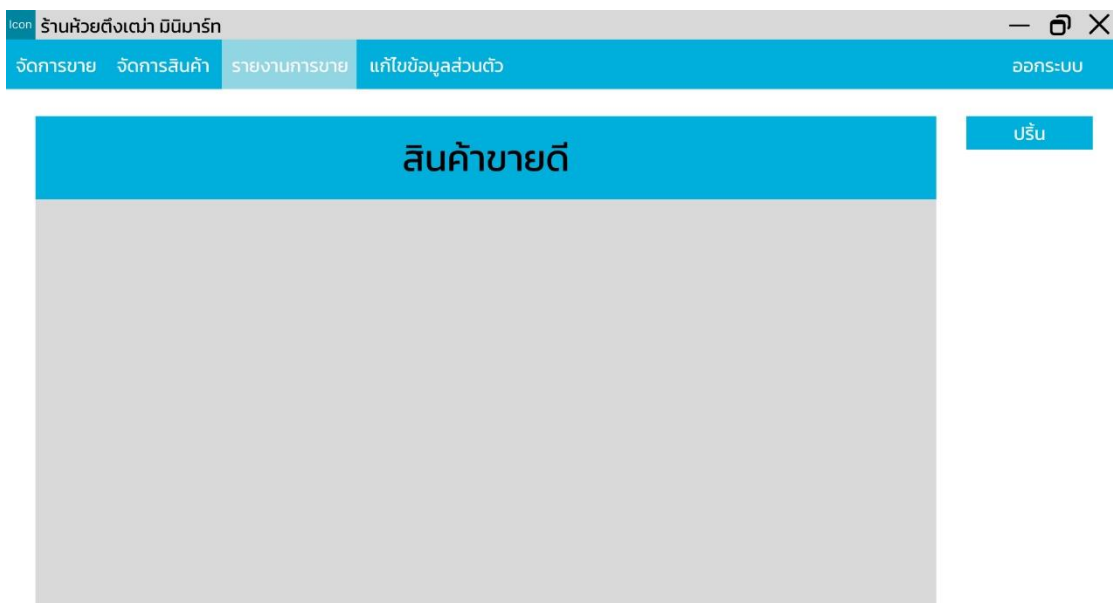 Icon ร้านห้วยตึงเฒ่า มินิมาร์ท
จัดการขาย จัดการสินค้า รายงานการขาย แก้ไขข้อมูลส่วนตัว ออกระบบ
สินค้าขายดี
ปริ้น